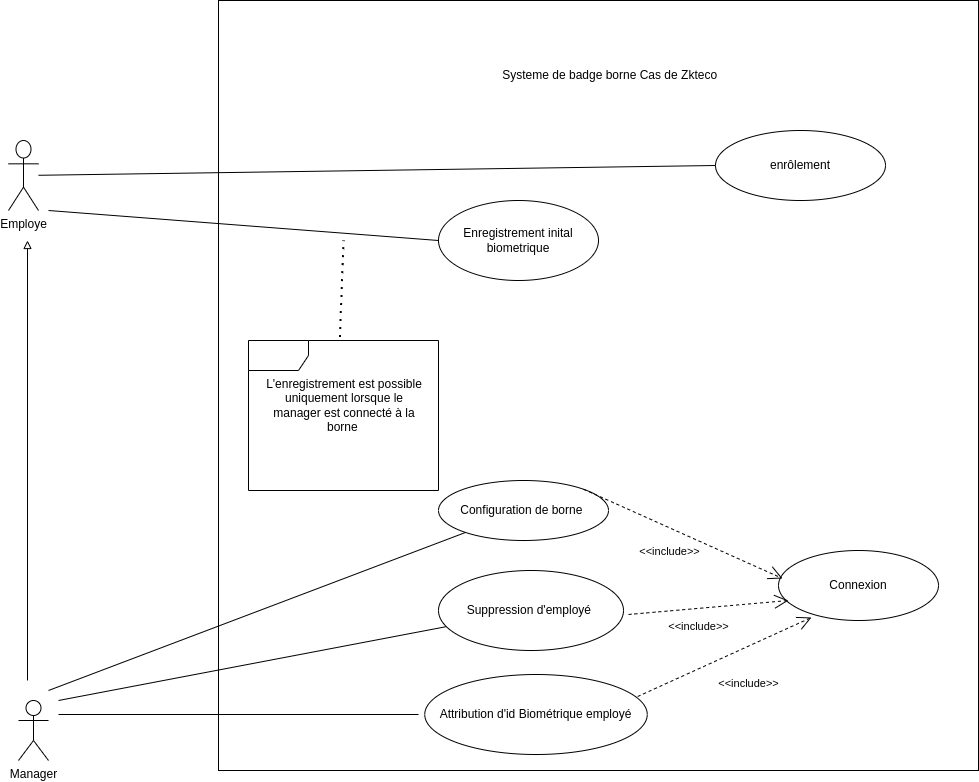 Systeme de badge borne Cas de Zkteco
enrôlement
Employe
Enregistrement inital
biometrique
L'enregistrement est possible
uniquement lorsque le
manager est connecté à la
borne
Configuration de borne
<<include>>
Connexion
Suppression d'employé
<<include>>
<<include>>
Attribution d'id Biométrique employé
Manager